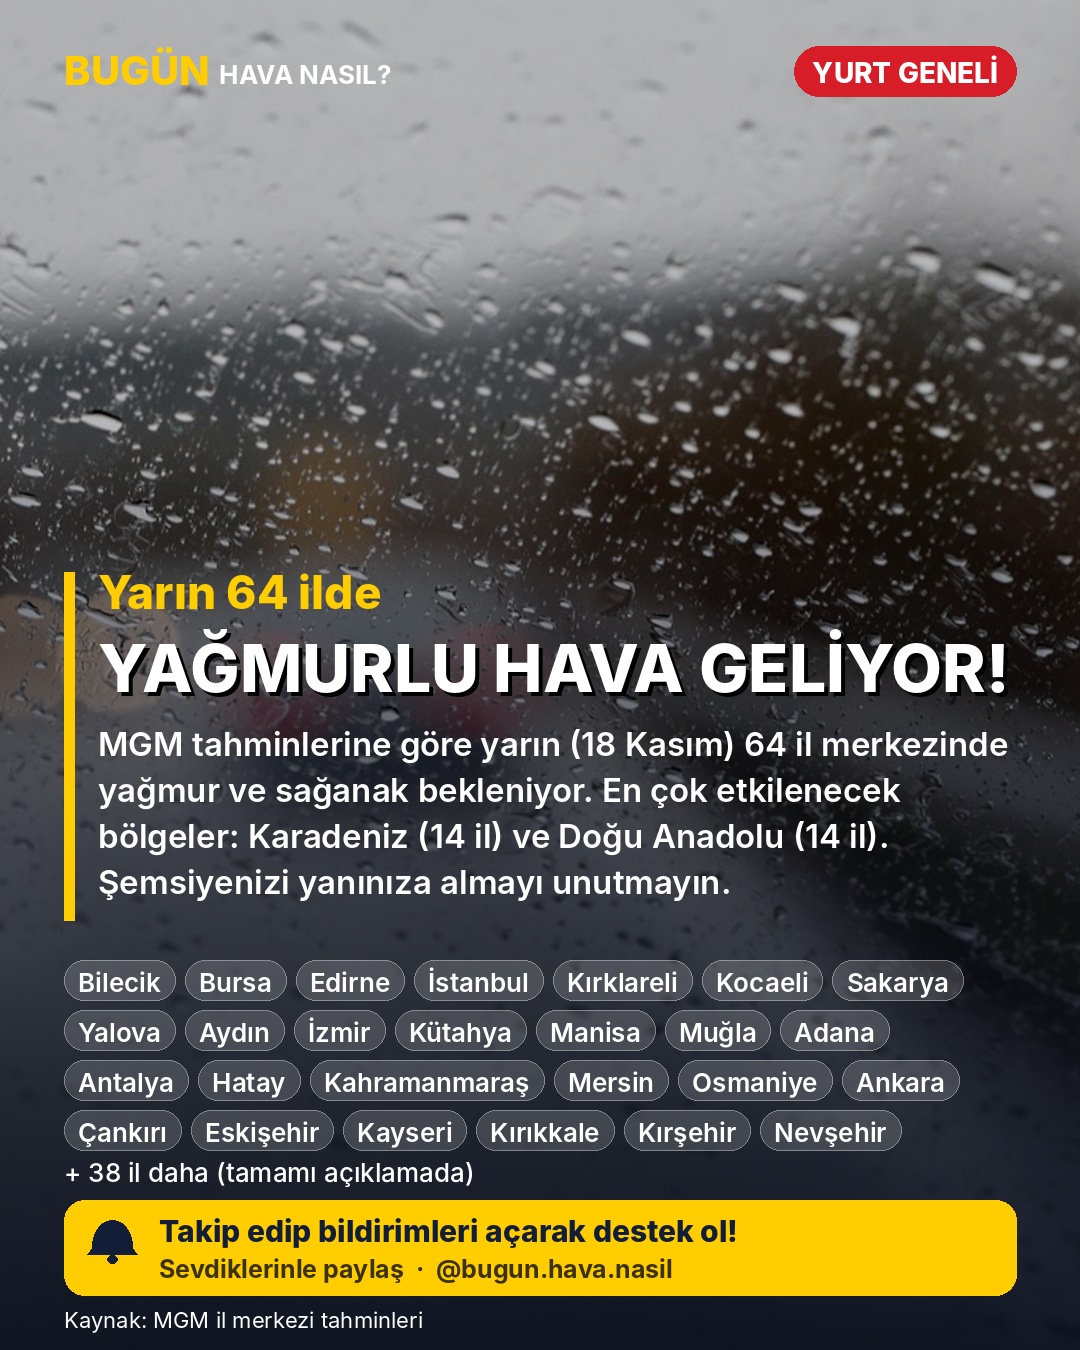 BUGÜN HAVA NASIL?
YURT GENELİ
Yarın 64 ilde
YAĞMURLU HAVA GELİYOR!
MGM tahminlerine göre yarın (18 Kasım) 64 il merkezinde
yağmur ve sağanak bekleniyor. En çok etkilenecek
bölgeler: Karadeniz (14 il) ve Doğu Anadolu (14 il).
Şemsiyenizi yanınıza almayı unutmayın.
Bilecik Bursa Edirne İstanbul Kırklareli Kocaeli Sakarya
Yalova Aydın İzmir Kütahya Manisa Muğla Adana
Antalya Hatay Kahramanmaraş Mersin Osmaniye Ankara
Çankırı Eskişehir Kayseri Kırıkkale Kırşehir Nevşehir
+ 38 il daha (tamamı açıklamada)
Takip edip bildirimleri açarak destek ol!
Sevdiklerinle paylaş · @bugun.hava.nasil
Kaynak: MGM il merkezi tahminleri